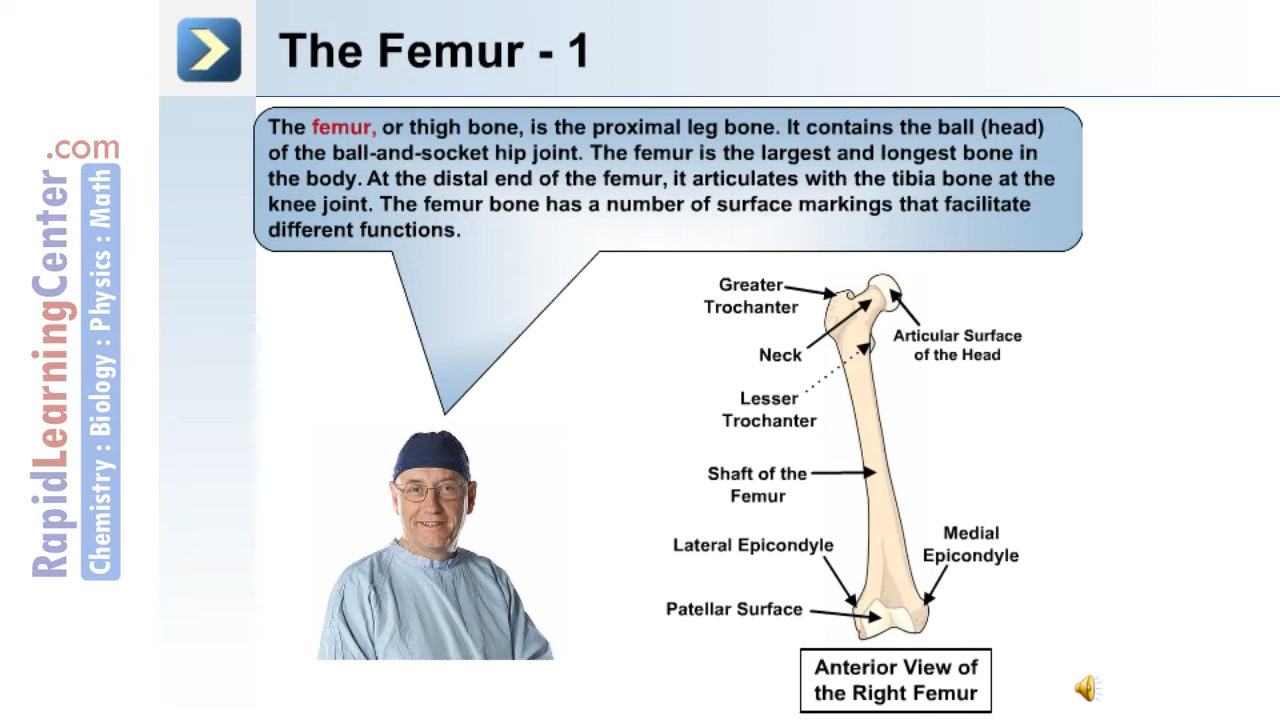 The Femur - 1
The femur, or thigh bone, is the proximal leg bone. It contains the ball (head)
of the ball-and-socket hip joint. The femur is the largest and longest bone in
the body. At the distal end of the femur, it articulates with the tibia bone at the
knee joint. The femur bone has a number of surface markings that facilitate
different functions.
Greater
Trochanter
Articular Surface
of the Head
Neck
Lesser
Trochanter
Shaft of the
Femur
Lateral Epicondyle
Medial
Epicondyle
Patellar Surface
Anterior View of
the Right Femur
RapidLearningCenter.com
Chemistry : Biology : Physics : Math